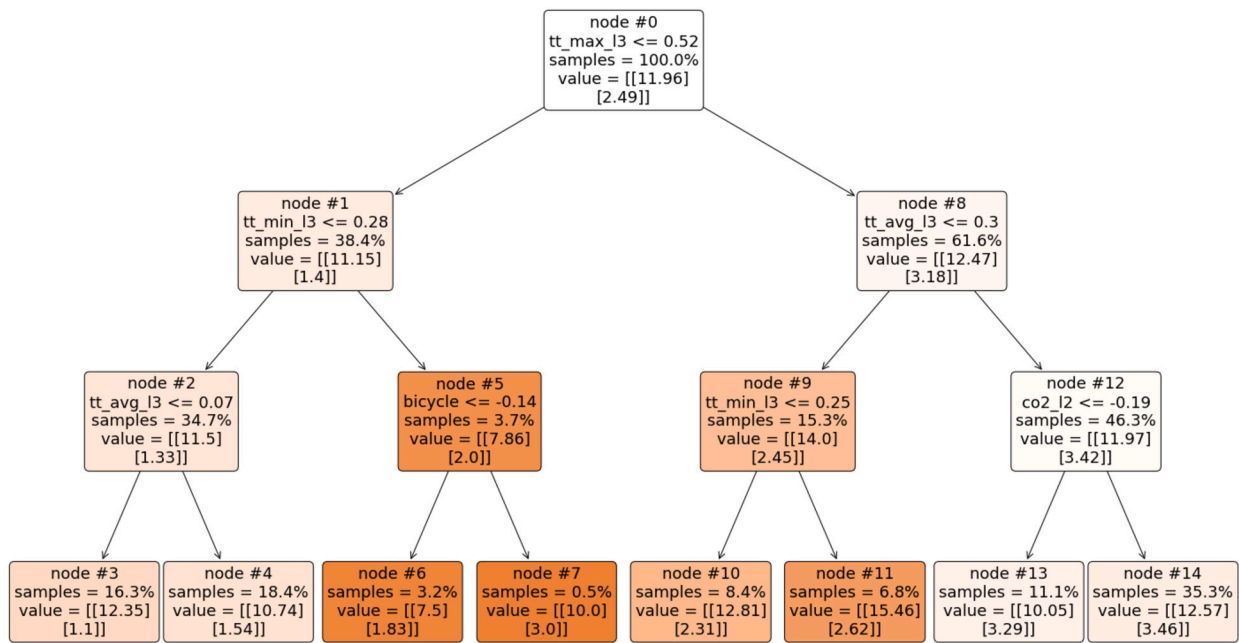 node #0
tt_max_l3 <= 0.52
samples = 100.0%
value = [[11.96]
[2.49]]
node #1
tt_min_l3 <= 0.28
samples = 38.4%
value = [[11.15]
[1.4]]
node #8
tt_avg_l3 <= 0.3
samples = 61.6%
value = [[12.47]
[3.18]]
node #2
tt_avg_l3 <= 0.07
samples = 34.7%
value = [[11.5]
[1.33]]
node #5
bicycle <= -0.14
samples = 3.7%
value = [[7.86]
[2.0]]
node #9
tt_min_l3 <= 0.25
samples = 15.3%
value = [[14.0]
[2.45]]
node #12
co2_l2 <= -0.19
samples = 46.3%
value = [[11.97]
[3.42]]
node #3
samples = 16.3%
value = [[12.35]
[1.1]]
node #4
samples = 18.4%
value = [[10.74]
[1.54]]
node #6
samples = 3.2%
value = [[7.5]
[1.83]]
node #7
samples = 0.5%
value = [[10.0]
[3.0]]
node #10
samples = 8.4%
value = [[12.81]
[2.31]]
node #11
samples = 6.8%
value = [[15.46]
[2.62]]
node #13
samples = 11.1%
value = [[10.05]
[3.29]]
node #14
samples = 35.3%
value = [[12.57]
[3.46]]